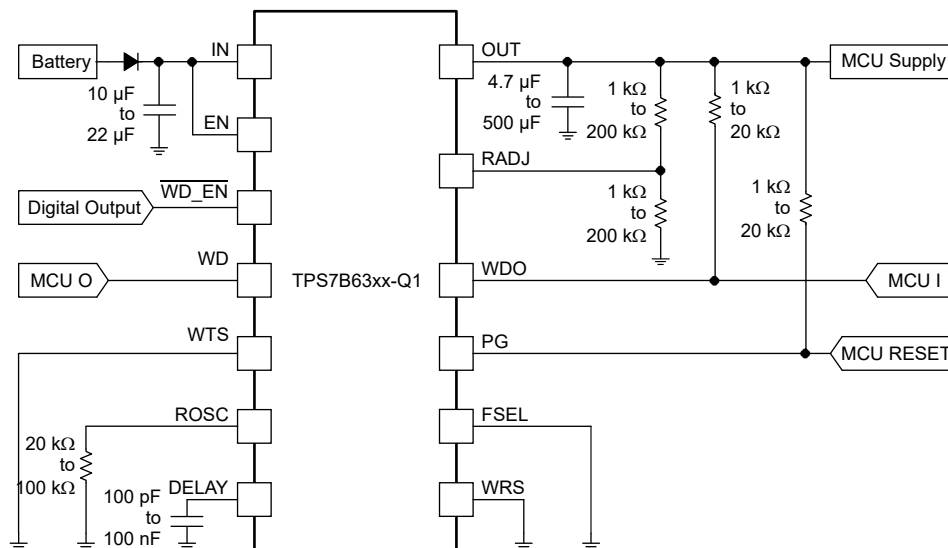 IN
OUT
Battery
MCU Supply
10 µF
to
22 µF
4.7 µF
to
500 µF
1 kΩ
to
200 kΩ
1 kΩ
to
20 kΩ
EN
RADJ
WD_EN
Digital Output
1 kΩ
to
200 kΩ
1 kΩ
to
20 kΩ
WD
MCU O
TPS7B63xx-Q1
WDO
MCU I
WTS
PG
MCU RESET
ROSC
FSEL
20 kΩ
to
100 kΩ
DELAY
100 pF
to
100 nF
WRS